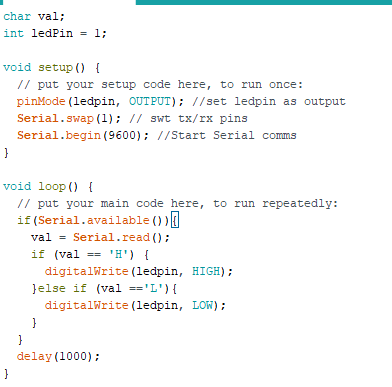 char val;
int ledPin = 1;

void setup() {
  // put your setup code here, to run once:
  pinMode(ledpin, OUTPUT); //set ledpin as output
  Serial.swap(1); // swt tx/rx pins
  Serial.begin(9600); //Start Serial comms
}

void loop() {
  // put your main code here, to run repeatedly:
  if(Serial.available()){
    val = Serial.read();
    if (val == 'H') {
      digitalWrite(ledpin, HIGH);
    }else if (val =='L'){
      digitalWrite(ledpin, LOW);
    }
  }
  delay(1000);
}